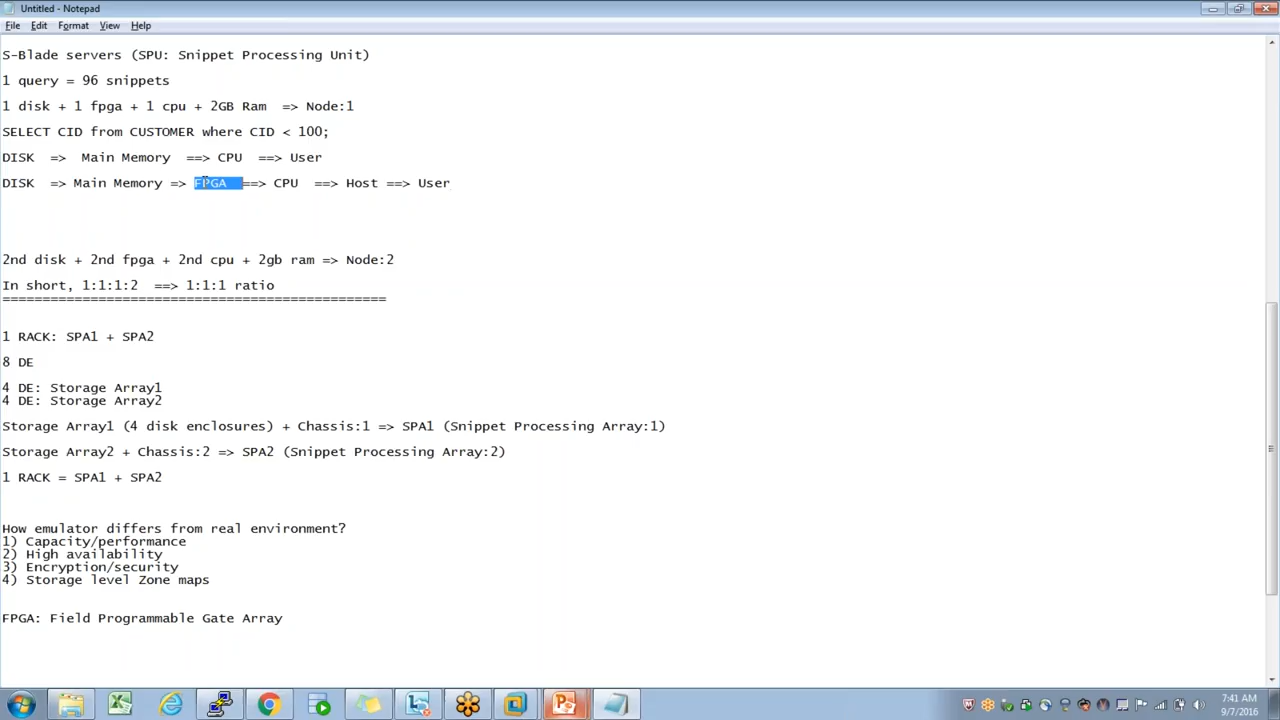 Untitled - Notepad
File Edit Format View Help
S-Blade servers (SPU: Snippet Processing Unit)
1 query = 96 snippets
1 disk + 1 fpga + 1 cpu + 2GB Ram => Node:1
SELECT CID from CUSTOMER where CID < 100;
DISK => Main Memory ==> CPU ==> User
DISK => Main Memory => FPGA ==> CPU ==> Host ==> User
2nd disk + 2nd fpga + 2nd cpu + 2gb ram => Node:2
In short, 1:1:1:2 ==> 1:1:1 ratio
================================================
1 RACK: SPA1 + SPA2
8 DE
4 DE: Storage Array1
4 DE: Storage Array2
Storage Array1 (4 disk enclosures) + Chassis:1 => SPA1 (Snippet Processing Array:1)
Storage Array2 + Chassis:2 => SPA2 (Snippet Processing Array:2)
1 RACK = SPA1 + SPA2
How emulator differs from real environment?
1) Capacity/performance
2) High availability
3) Encryption/security
4) Storage level Zone maps
FPGA: Field Programmable Gate Array
7:41 AM
9/7/2016